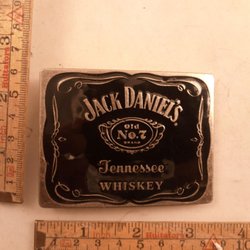 JACK DANIEL'S
Old
No.7
BRAND
Tennessee
WHISKEY